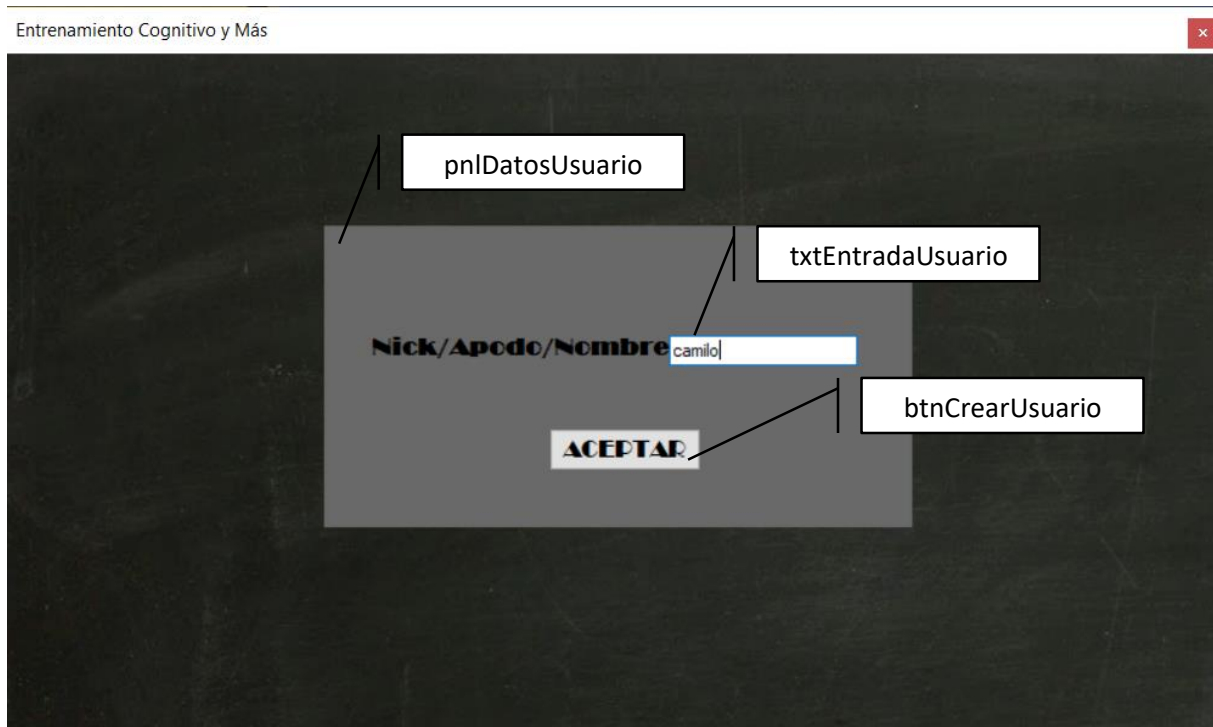 Entrenamiento Cognitivo y Más
pnlDatosUsuario
txtEntradaUsuario
Nick/Apodo/Nombre camilo
btnCrearUsuario
ACEPTAR